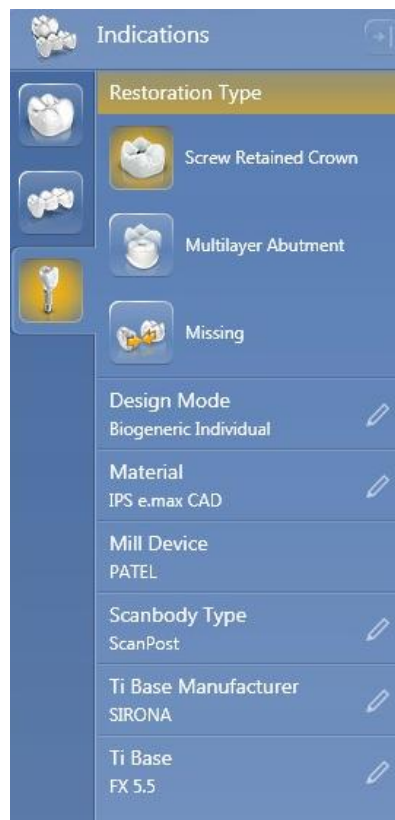 Indications
Restoration Type
Screw Retained Crown
Multilayer Abutment
Missing
Design Mode
Biogeneric Individual
Material
IPS e.max CAD
Mill Device
PATEL
Scanbody Type
ScanPost
Ti Base Manufacturer
SIRONA
Ti Base
FX 5.5